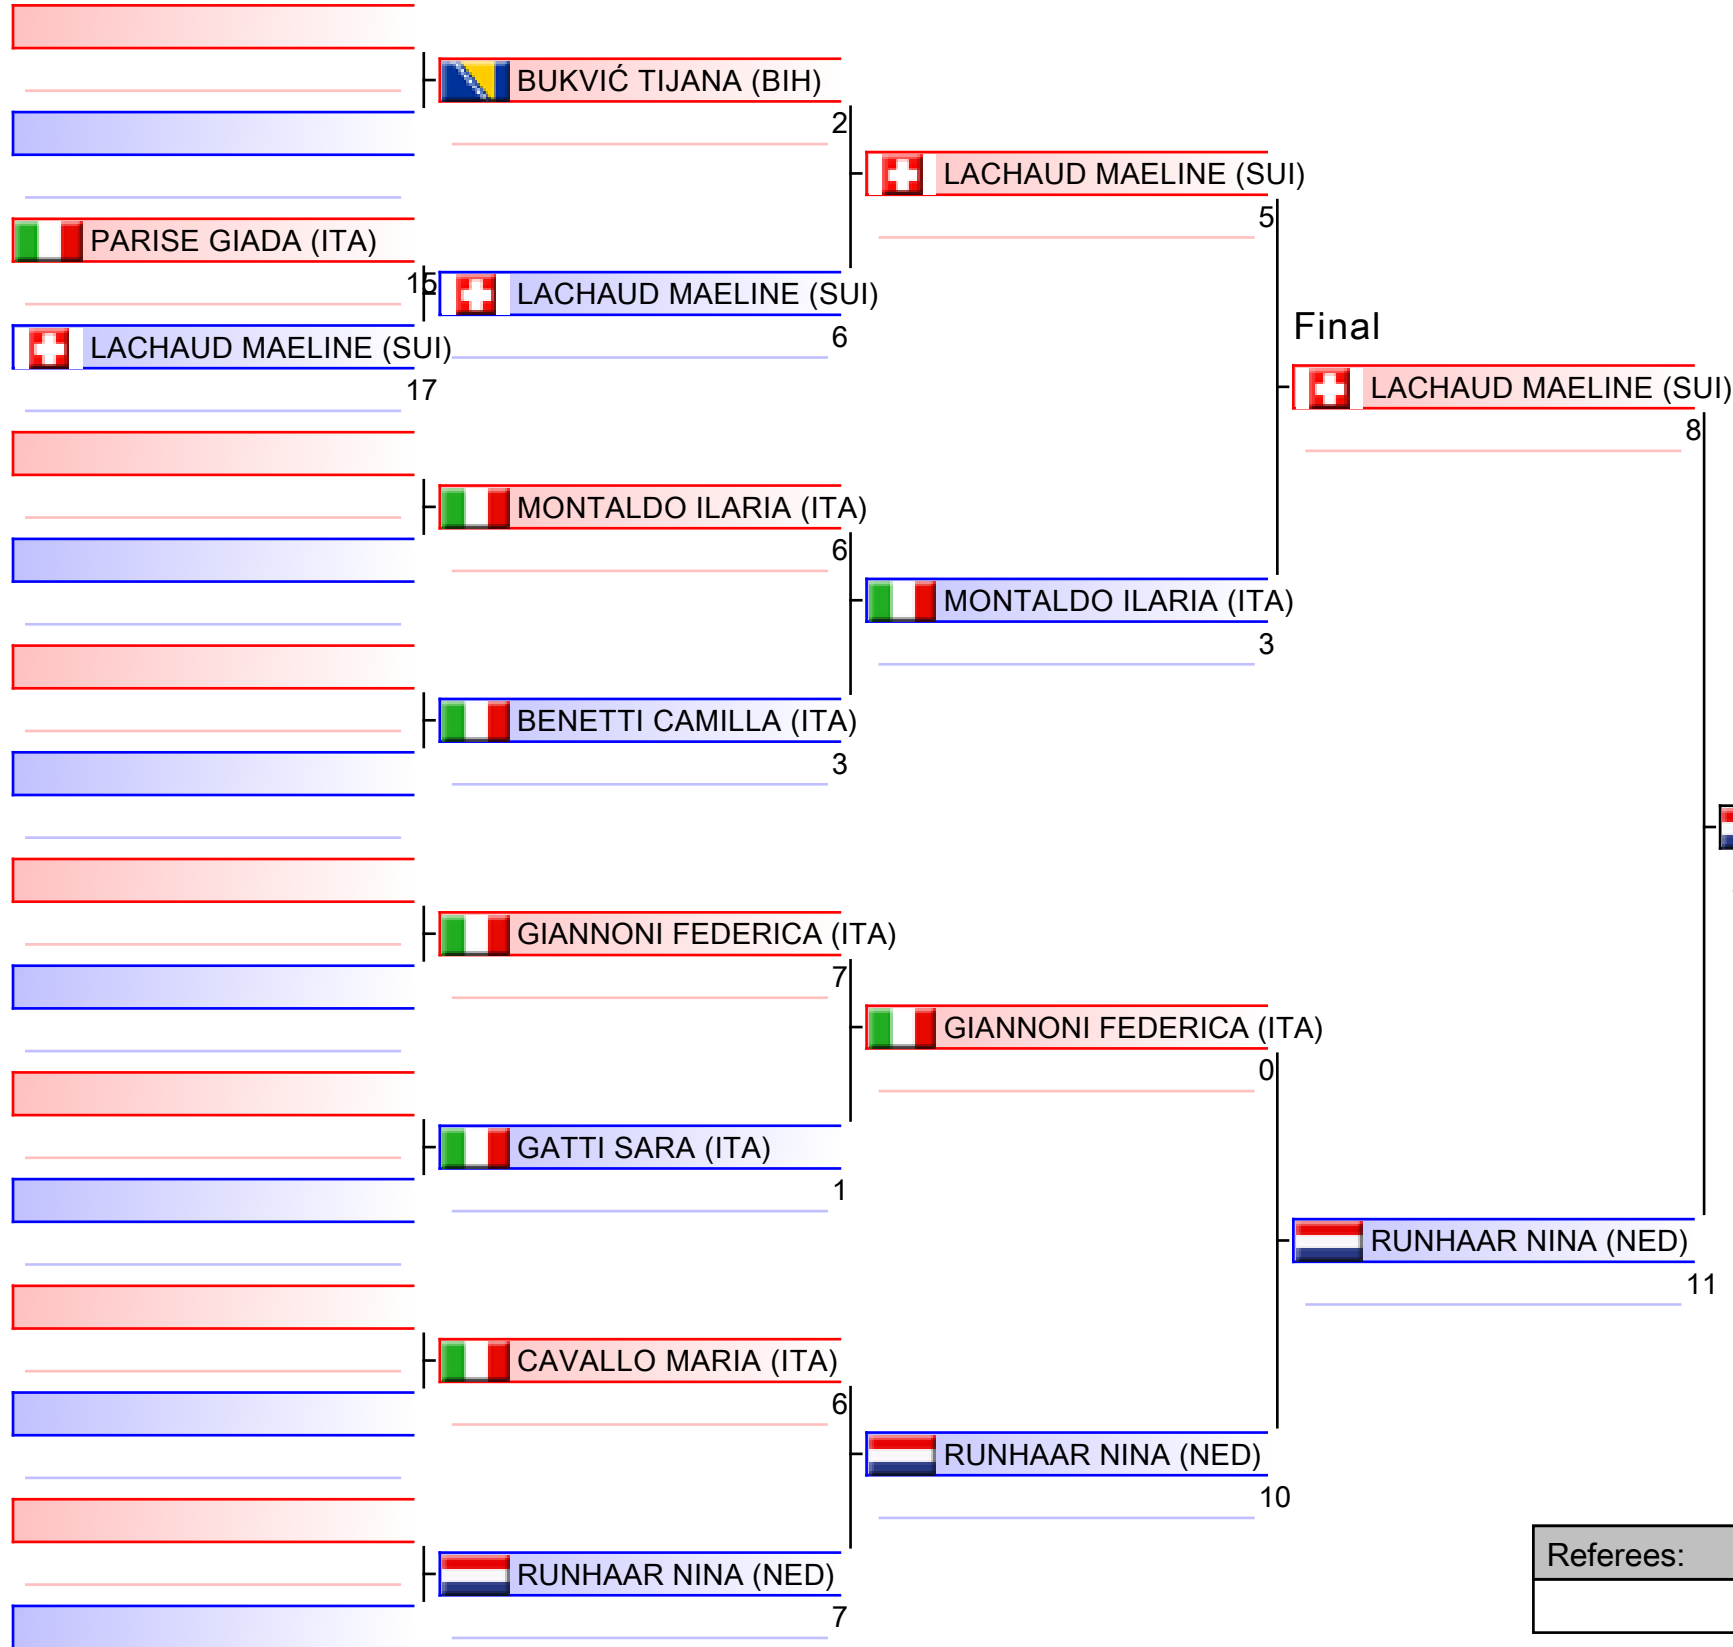 BUKVIĆ TIJANA (BIH)
2
LACHAUD MAELINE (SUI)
5
PARISE GIADA (ITA)
15
LACHAUD MAELINE (SUI)
6
LACHAUD MAELINE (SUI)
17
Final
LACHAUD MAELINE (SUI)
8
MONTALDO ILARIA (ITA)
6
MONTALDO ILARIA (ITA)
3
BENETTI CAMILLA (ITA)
3
GIANNONI FEDERICA (ITA)
7
GIANNONI FEDERICA (ITA)
0
GATTI SARA (ITA)
1
RUNHAAR NINA (NED)
11
CAVALLO MARIA (ITA)
6
RUNHAAR NINA (NED)
10
RUNHAAR NINA (NED)
7
Referees: